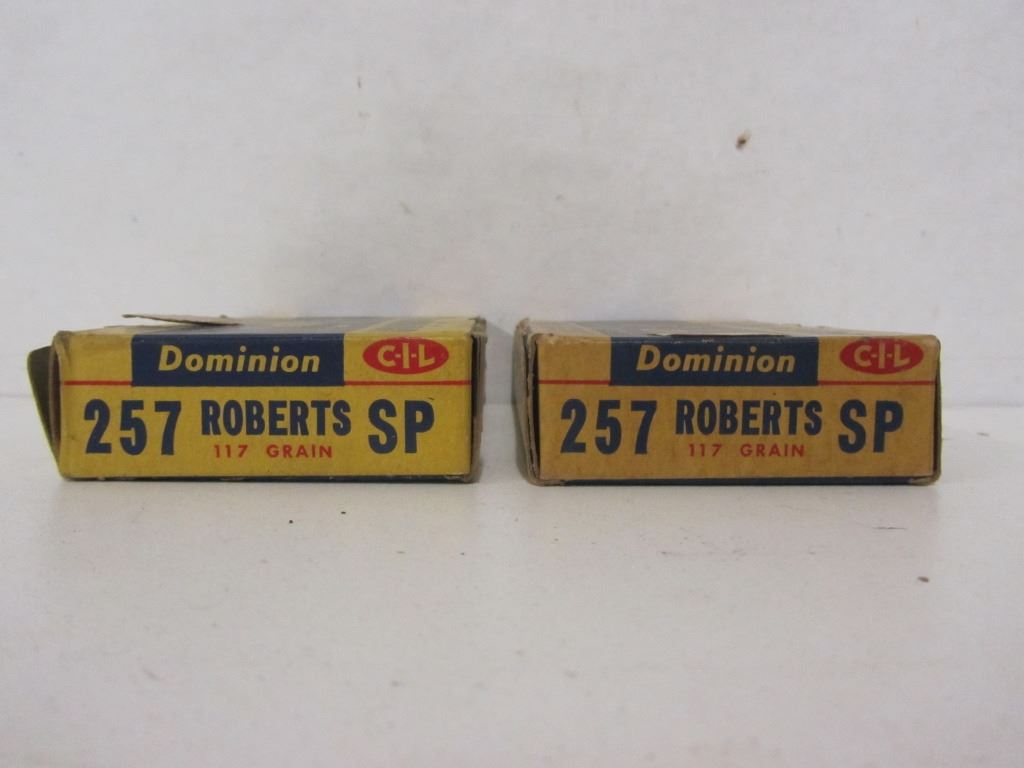 Dominion C-I-L
257 ROBERTS SP
117 GRAIN
Dominion C-I-L
257 ROBERTS SP
117 GRAIN